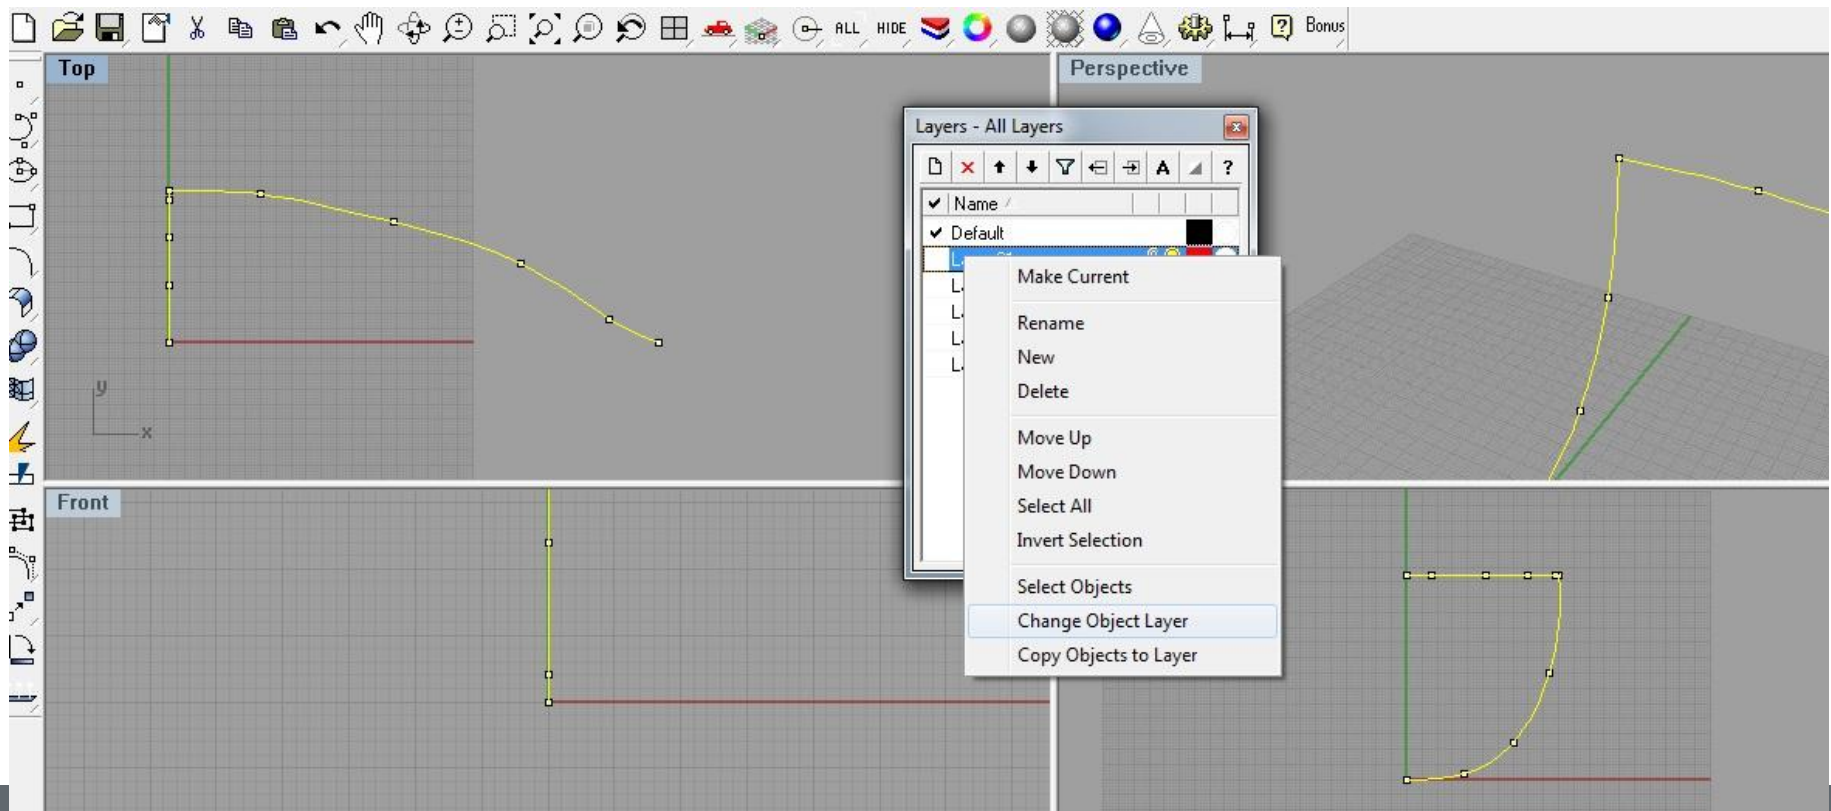 ALL HIDE Bonus
Top
Perspective
Layers - All Layers
A ?
Name
Default
L
L
L
L
L
Make Current
Rename
New
Delete
Move Up
Move Down
Select All
Invert Selection
Select Objects
Change Object Layer
Copy Objects to Layer
y
x
Front